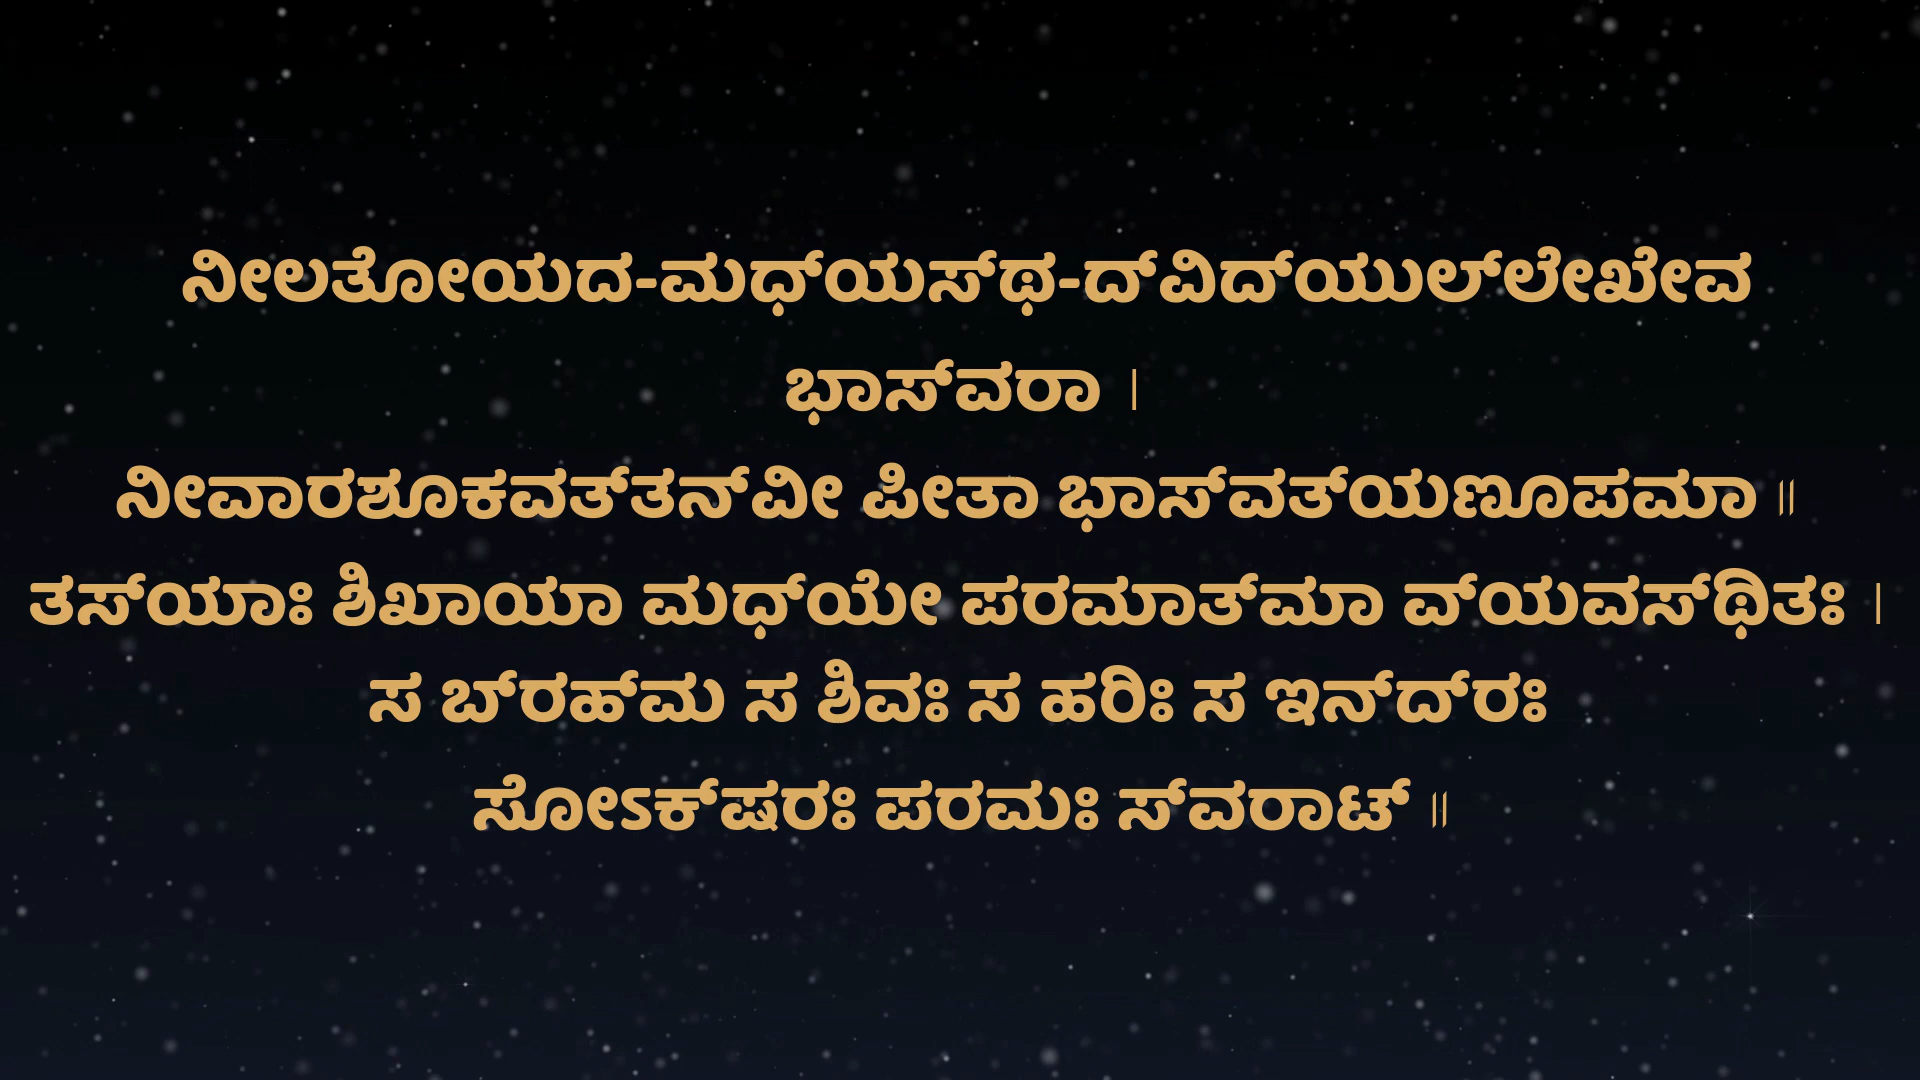 ನೀಲತೋಯದ-ಮಧ್‌ಯಸ್‌ಥ-ದ್‌ವಿದ್‌ಯುಲ್‌ಲೇಖೇವ
ಭಾಸ್‌ವರಾ ।
ನೀವಾರಶೂಕವತ್‌ತನ್‌ವೀ ಪೀತಾ ಭಾಸ್‌ವತ್‌ಯಣೂಪಮಾ ॥
ತಸ್‌ಯಾಃ ಶಿಖಾಯಾ ಮಧ್‌ಯೇ ಪರಮಾತ್‌ಮಾ ವ್‌ಯವಸ್‌ಥಿತಃ ।
ಸ ಬ್‌ರಹ್‌ಮ ಸ ಶಿವಃ ಸ ಹರಿಃ ಸ ಇನ್‌ದ್‌ರಃ
ಸೋಽಕ್‌ಷರಃ ಪರಮಃ ಸ್‌ವರಾಟ್ ॥